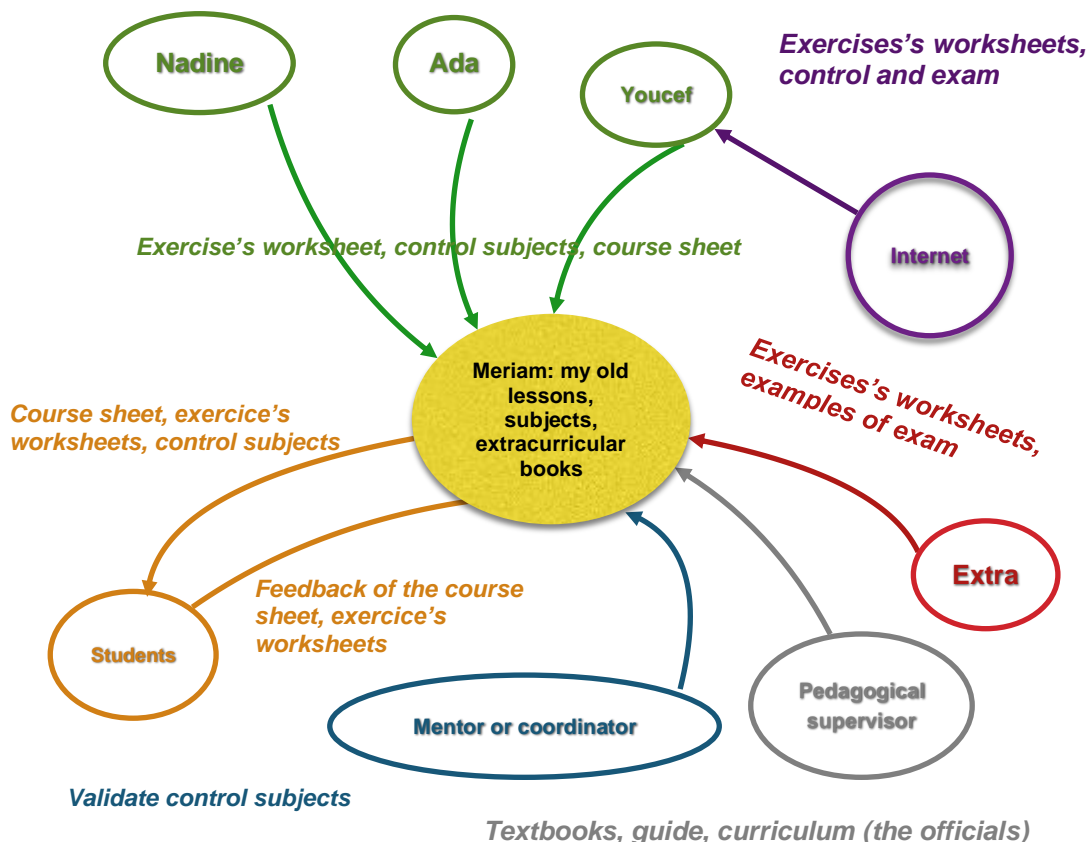 Nadine
Ada
Youcef
Exercises's worksheets,
control and exam
Internet
Exercise's worksheet, control subjects, course sheet
Meriam: my old
lessons,
subjects,
extracurricular
books
Exercises's worksheets,
examples of exam
Course sheet, exercice's
worksheets, control subjects
Extra
Feedback of the course
sheet, exercice's
worksheets
Students
Pedagogical
supervisor
Mentor or coordinator
Validate control subjects
Textbooks, guide, curriculum (the officials)